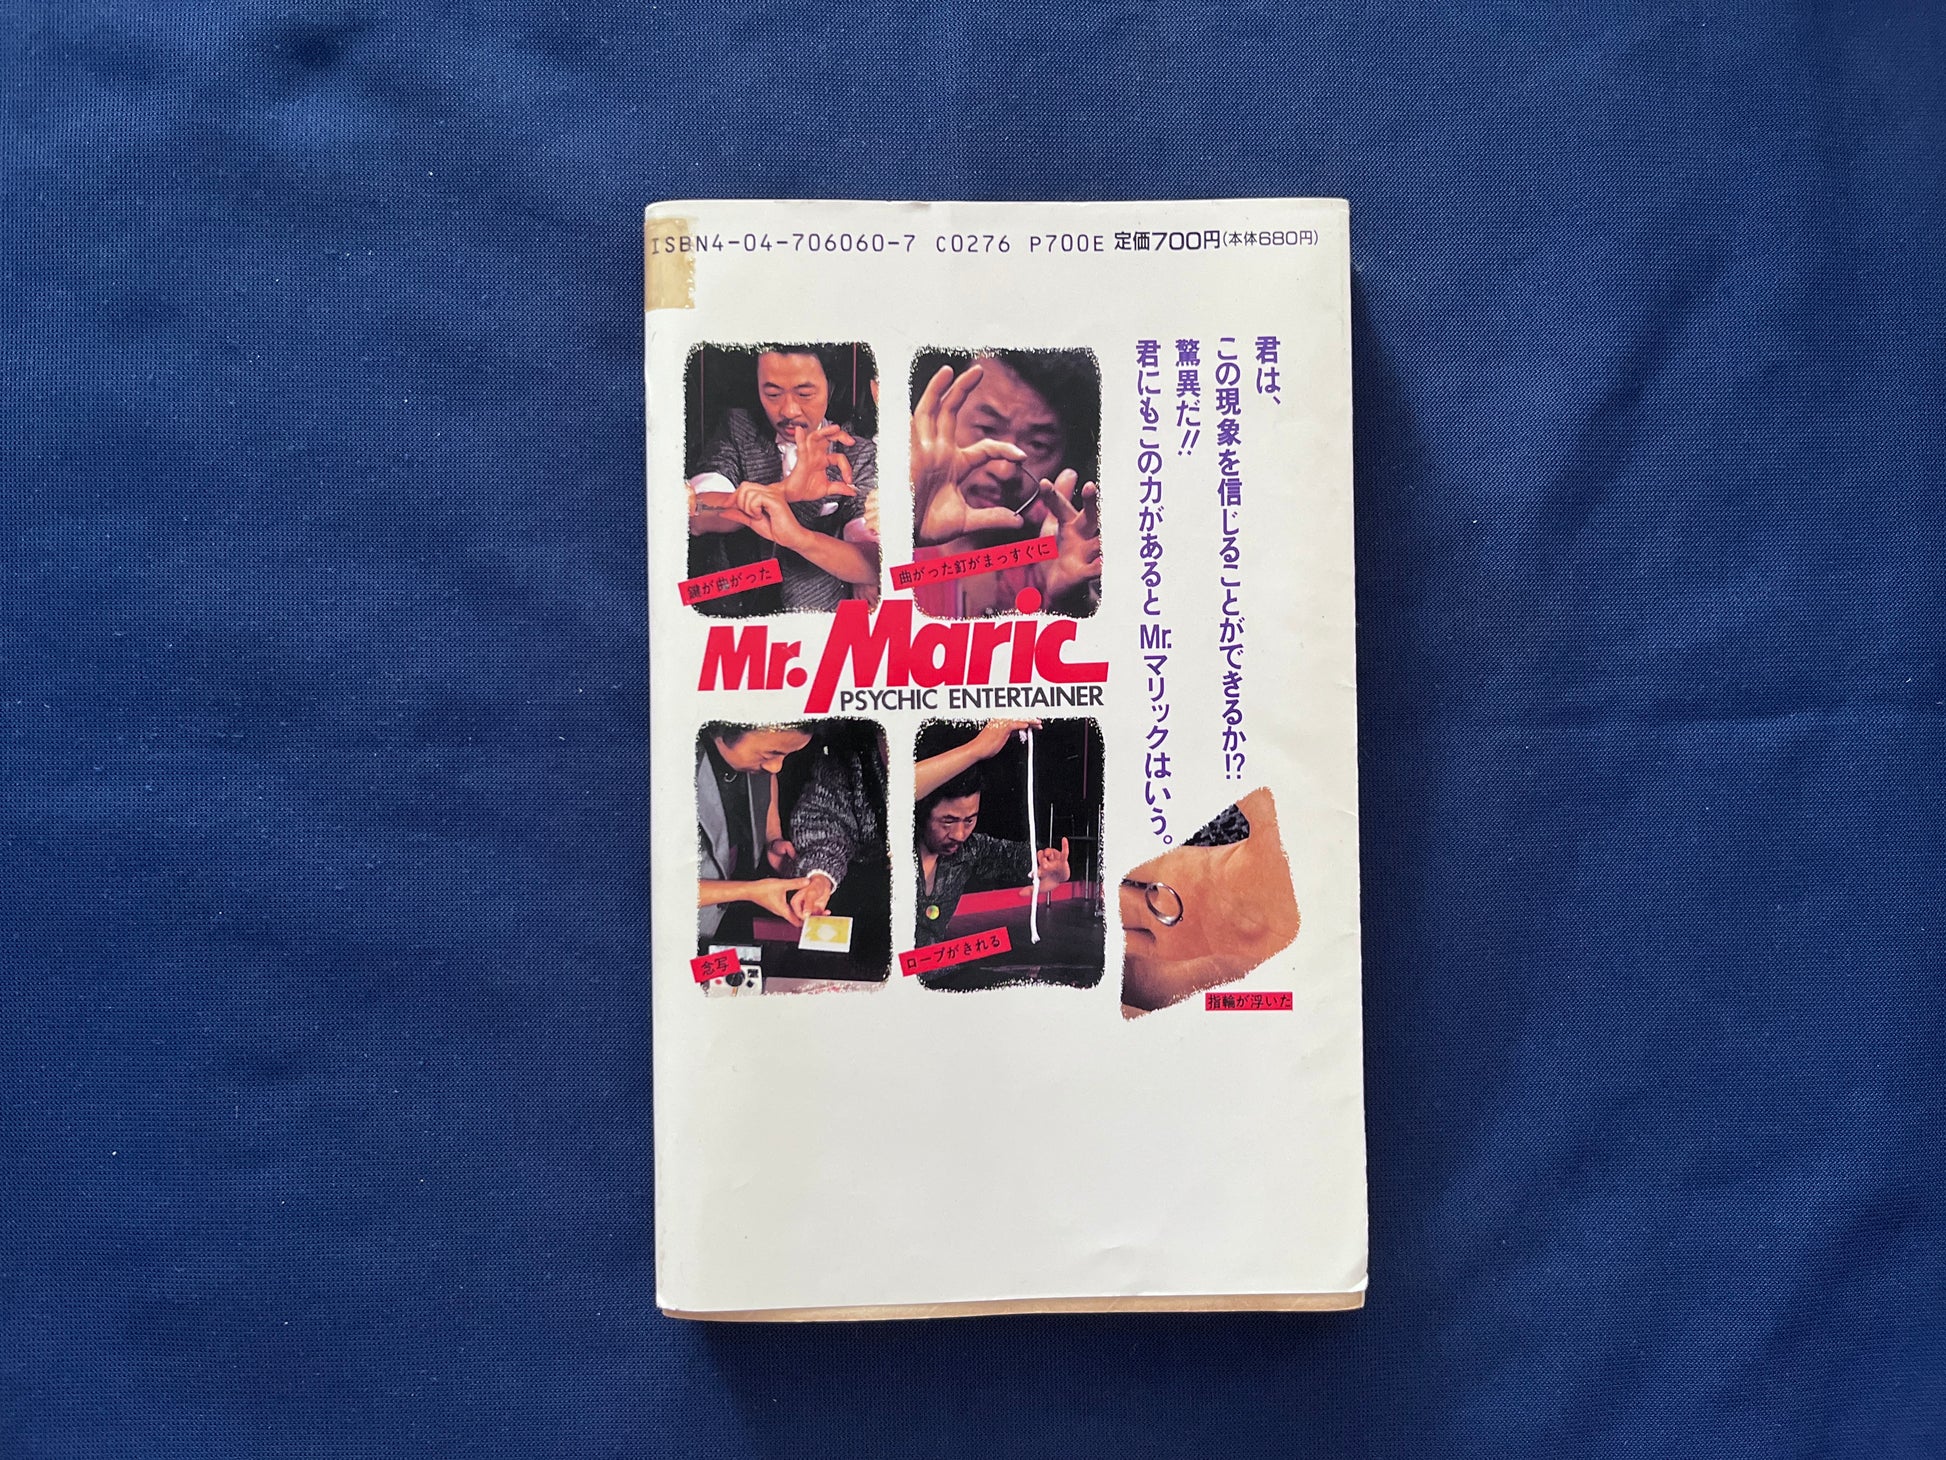 ISBN4-04-706060-7 C0276 P700E 定価700円(本体680円)
君は、
この現象を信じることができるか!?
驚異だ!!
君にもこの力があるとMr.マリックはいう。
鍵が曲がった
曲がった釘がまっすぐに
Mr. Maric
PSYCHIC ENTERTAINER
念写
ロープがきれる
指輪が浮いた